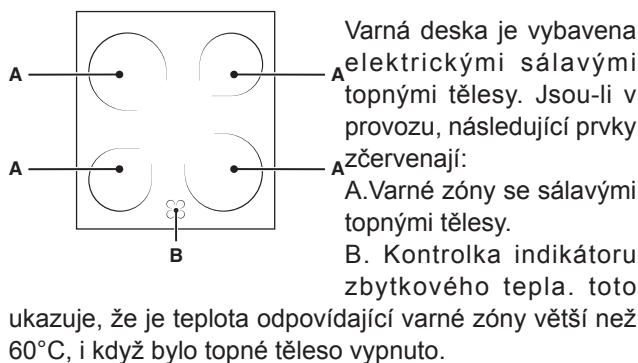 A
A
A
A
B
Varná deska je vybavena
elektrickými sálavými
topnými tělesy. Jsou-li v
provozu, následující prvky
zčervenají:
A.Varné zóny se sálavými
topnými tělesy.
B. Kontrolka indikátoru
zbytkového tepla. toto
ukazuje, že je teplota odpovídající varné zóny větší než
60°C, i když bylo topné těleso vypnuto.